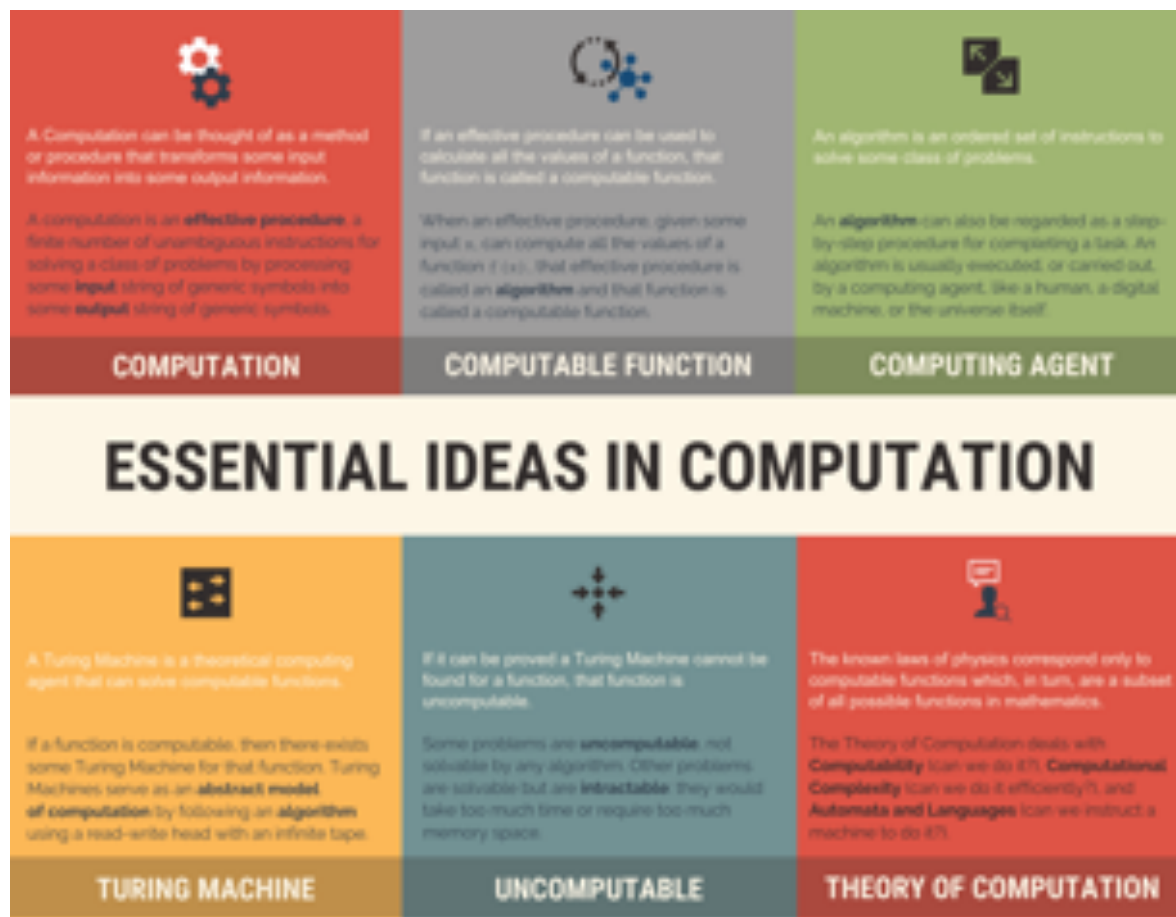 A Computation can be thought of as a method
or procedure that transforms some input
information into some output information.
A computation is an effective procedure, a
finite number of unambiguous instructions for
solving a class of problems by processing
some input string of generic symbols into
some output string of generic symbols.
COMPUTATION
If an effective procedure can be used to
calculate all the values of a function, that
function is called a computable function.
When an effective procedure, given some
input x, can compute all the values of a
function f(x), that effective procedure is
called an algorithm and that function is
called a computable function.
COMPUTABLE FUNCTION
An algorithm is an ordered set of instructions to
solve some class of problems.
An algorithm can also be regarded as a step-
by-step procedure for completing a task. An
algorithm is usually executed, or carried out,
by a computing agent, like a human, a digital
machine, or the universe itself.
COMPUTING AGENT
ESSENTIAL IDEAS IN COMPUTATION
A Turing Machine is a theoretical computing
agent that can solve computable functions.
If a function is computable, then there exists
some Turing Machine for that function. Turing
Machines serve as an abstract model
of computation by following an algorithm
using a read-write head with an infinite tape.
TURING MACHINE
If it can be proved a Turing Machine cannot be
found for a function, that function is
uncomputable.
Some problems are uncomputable, not
solvable by any algorithm. Other problems
are solvable but are intractable: they would
take too much time or require too much
memory space.
UNCOMPUTABLE
The known laws of physics correspond only to
computable functions which, in turn, are a subset
of all possible functions in mathematics.
The Theory of Computation deals with
Computability (can we do it?), Computational
Complexity (can we do it efficiently?), and
Automata and Languages (can we instruct a
machine to do it?).
THEORY OF COMPUTATION